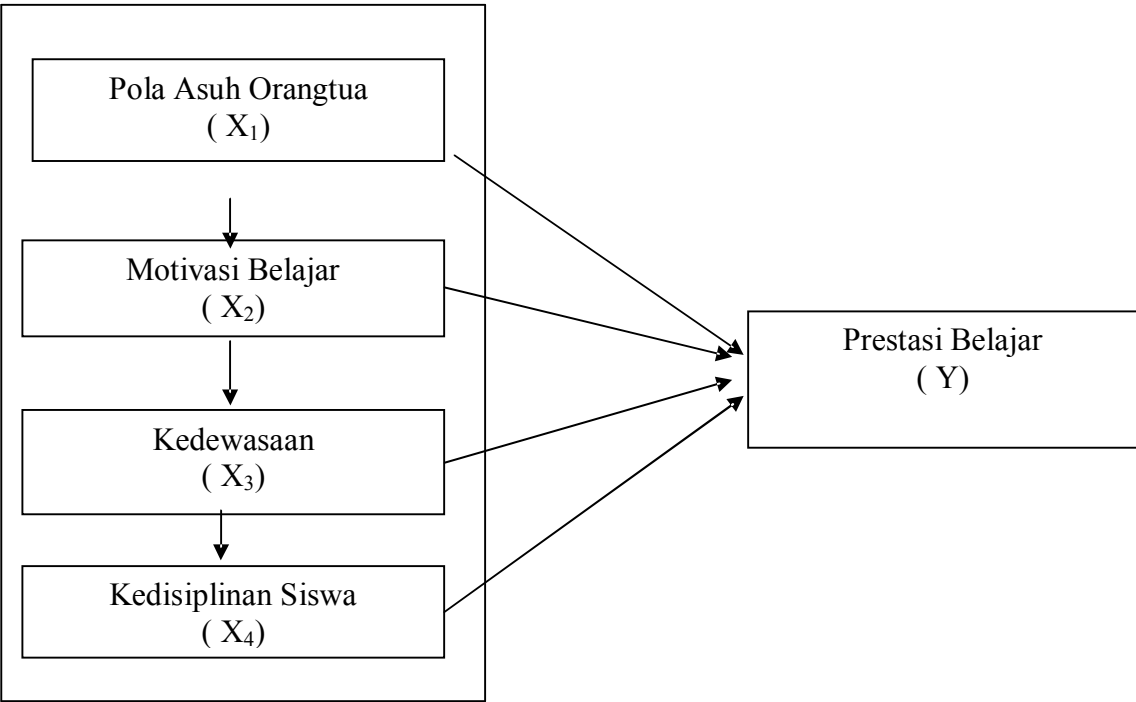 Pola Asuh Orangtua
( X₁)
Motivasi Belajar
( X₂)
Kedewasaan
( X₃)
Kedisiplinan Siswa
( X₄)
Prestasi Belajar
( Y)